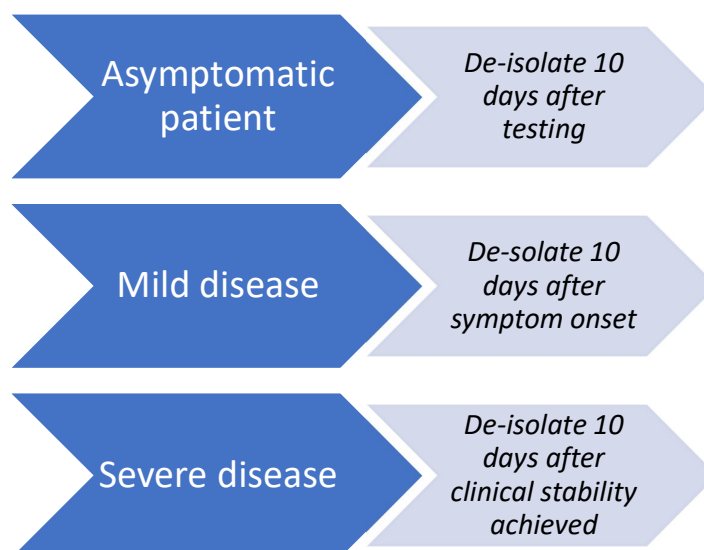 Asymptomatic
patient
De-isolate 10
days after
testing
Mild disease
De-solate 10
days after
symptom onset
Severe disease
De-isolate 10
days after
clinical stability
achieved